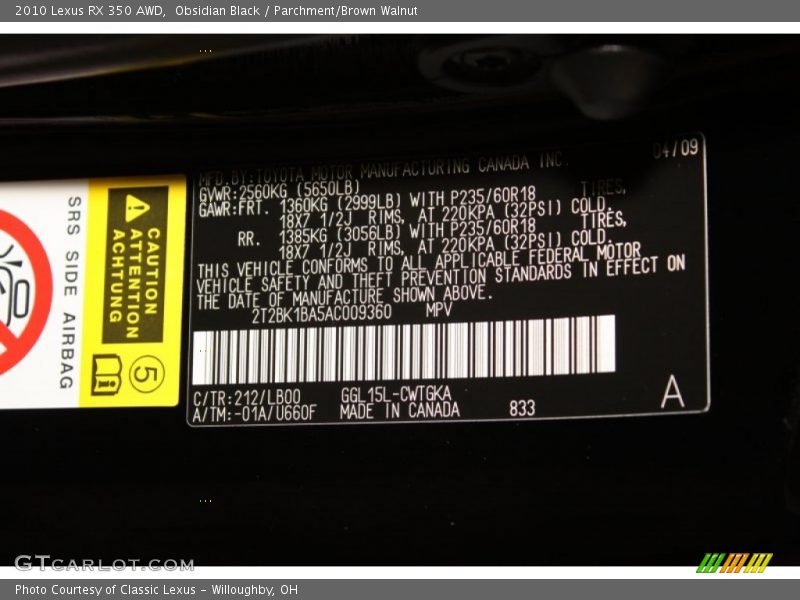 2010 Lexus RX 350 AWD,  Obsidian Black / Parchment/Brown Walnut
MFD.BY:TOYOTA MOTOR MANUFACTURING CANADA INC. 04/09
GVWR:2560KG (5650LB)
GAWR:FRT. 1360KG (2999LB) WITH P235/60R18 TIRES,
18X7 1/2J RIMS, AT 220KPA (32PSI) COLD.
RR. 1385KG (3056LB) WITH P235/60R18 TIRES,
18X7 1/2J RIMS, AT 220KPA (32PSI) COLD.
THIS VEHICLE CONFORMS TO ALL APPLICABLE FEDERAL MOTOR
VEHICLE SAFETY AND THEFT PREVENTION STANDARDS IN EFFECT ON
THE DATE OF MANUFACTURE SHOWN ABOVE.
2T2BK1BA5AC009360 MPV
C/TR:212/LB00 GGL15L-CWTGKA
A/TM:-01A/U660F MADE IN CANADA 833
A
SRS SIDE AIRBAG
CAUTION
ATTENTION
ACHTUNG
5
GTCARLOT.COM
Photo Courtesy of Classic Lexus - Willoughby, OH